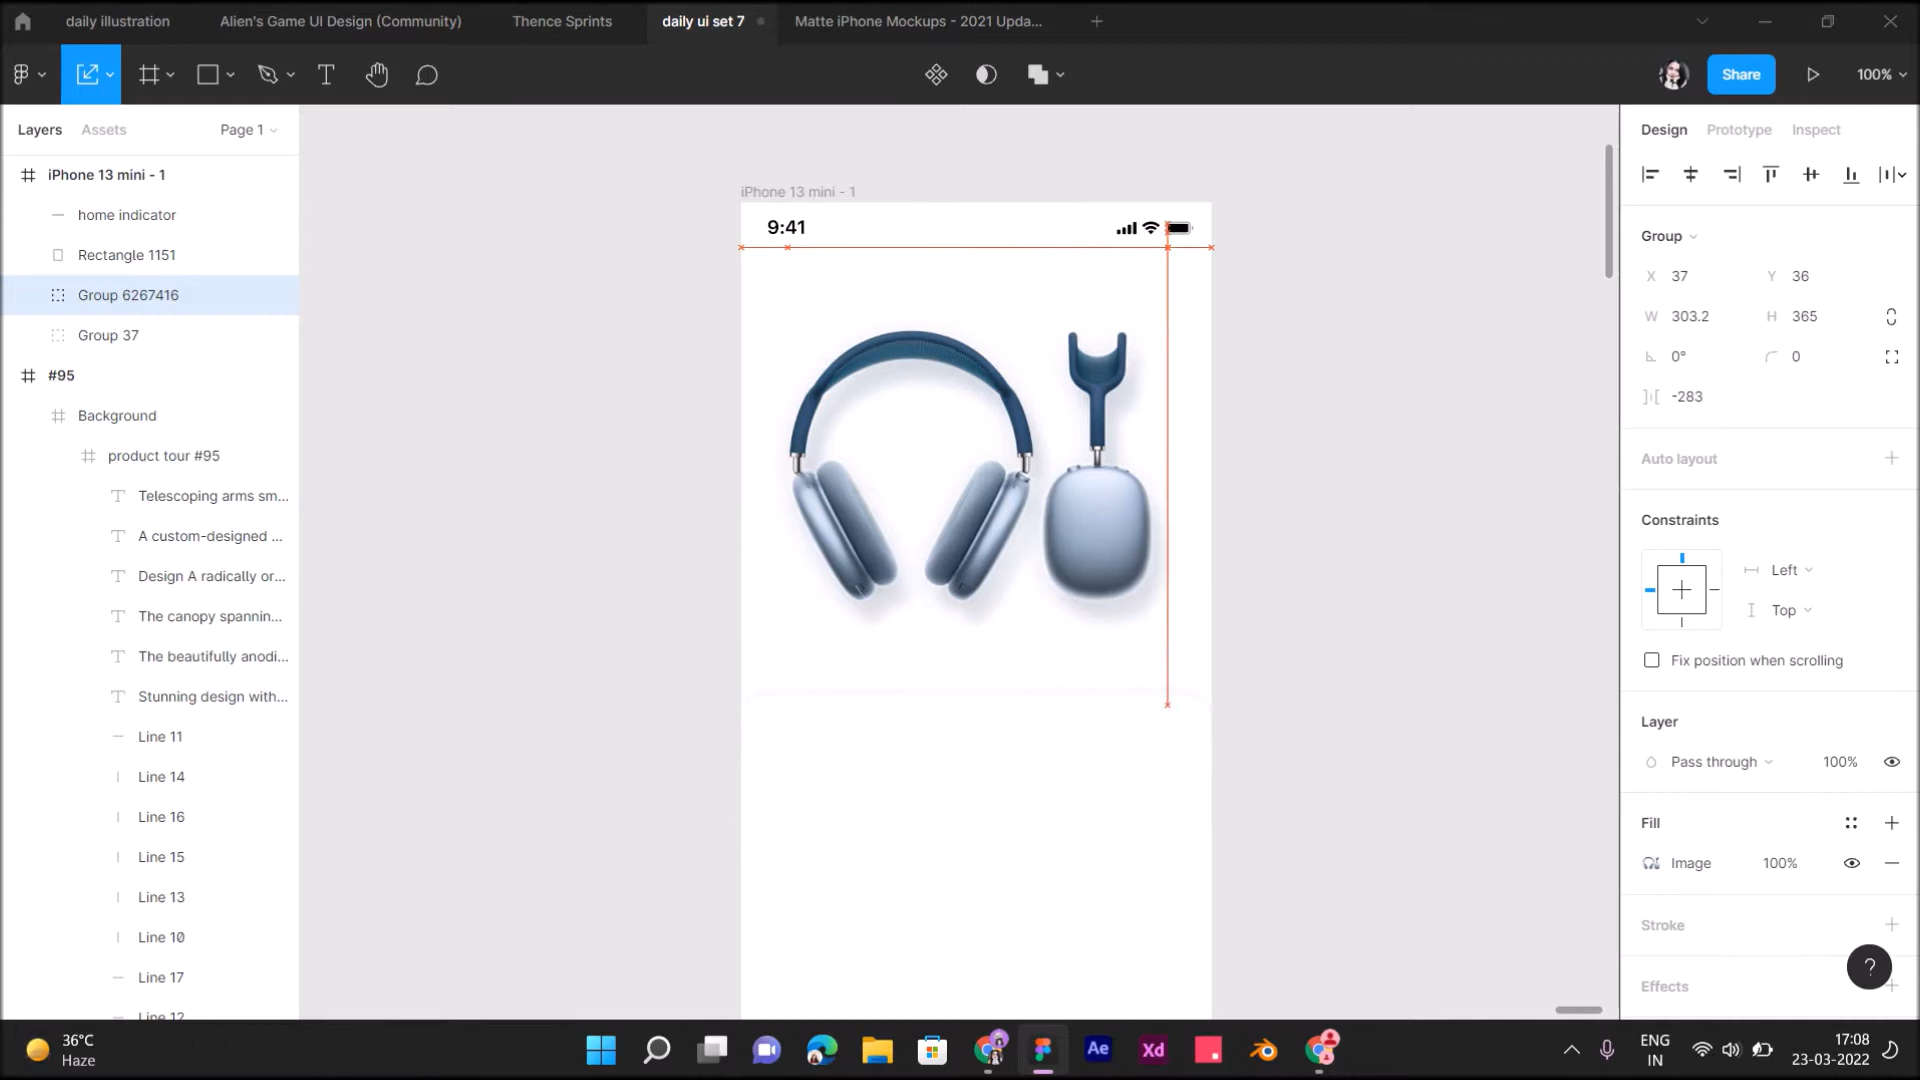 daily illustration
Alien's Game UI Design (Community)
Thence Sprints
daily ui set 7
Matte iPhone Mockups - 2021 Upda...
Share
100%
Layers
Assets
Page 1
iPhone 13 mini - 1
home indicator
Rectangle 1151
Group 6267416
Group 37
#95
Background
product tour #95
Telescoping arms sm...
A custom-designed ...
Design A radically or...
The canopy spannin...
The beautifully anodi...
Stunning design with...
Line 11
Line 14
Line 16
Line 15
Line 13
Line 10
Line 17
Line 12
iPhone 13 mini - 1
9:41
Design
Prototype
Inspect
Group
X 37
Y 36
W 303.2
H 365
0°
0
-283
Auto layout
Constraints
Left
Top
Fix position when scrolling
Layer
Pass through
100%
Fill
Image
100%
Stroke
Effects
?
36°C
Haze
Ae
Xd
ENG
IN
17:08
23-03-2022